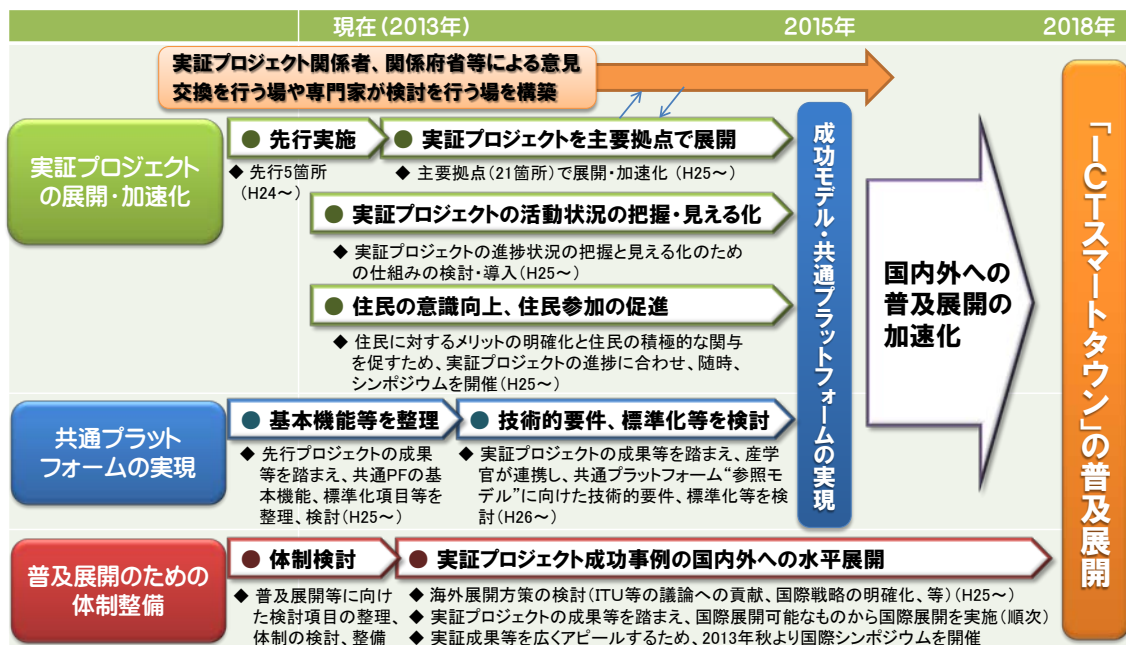 現在(2013年)
2015年
2018年
実証プロジェクト関係者、関係府省等による意見
交換を行う場や専門家が検討を行う場を構築
実証プロジェクト
の展開・加速化
● 先行実施
◆ 先行5箇所
(H24～)
● 実証プロジェクトを主要拠点で展開
◆ 主要拠点(21箇所)で展開・加速化 (H25～)
● 実証プロジェクトの活動状況の把握・見える化
◆ 実証プロジェクトの進捗状況の把握と見える化のため
の仕組みの検討・導入(H25～)
● 住民の意識向上、住民参加の促進
◆ 住民に対するメリットの明確化と住民の積極的な関与
を促すため、実証プロジェクトの進捗に合わせ、随時、
シンポジウムを開催(H25～)
共通プラット
フォームの実現
● 基本機能等を整理
◆ 先行プロジェクトの成果
等を踏まえ、共通PFの基
本機能、標準化項目等を
整理、検討(H25～)
● 技術的要件、標準化等を検討
◆ 実証プロジェクトの成果等を踏まえ、産学
官が連携し、共通プラットフォーム“参照モ
デル”に向けた技術的要件、標準化等を検
討(H26～)
成功モデル・共通プラットフォームの実現
国内外への
普及展開の
加速化
「ICTスマートタウン」の普及展開
普及展開のための
体制整備
● 体制検討
◆ 普及展開等に向け
た検討項目の整理、
体制の検討、整備
● 実証プロジェクト成功事例の国内外への水平展開
◆ 海外展開方策の検討(ITU等の議論への貢献、国際戦略の明確化、等)(H25～)
◆ 実証プロジェクトの成果等を踏まえ、国際展開可能なものから国際展開を実施(順次)
◆ 実証成果等を広くアピールするため、2013年秋より国際シンポジウムを開催